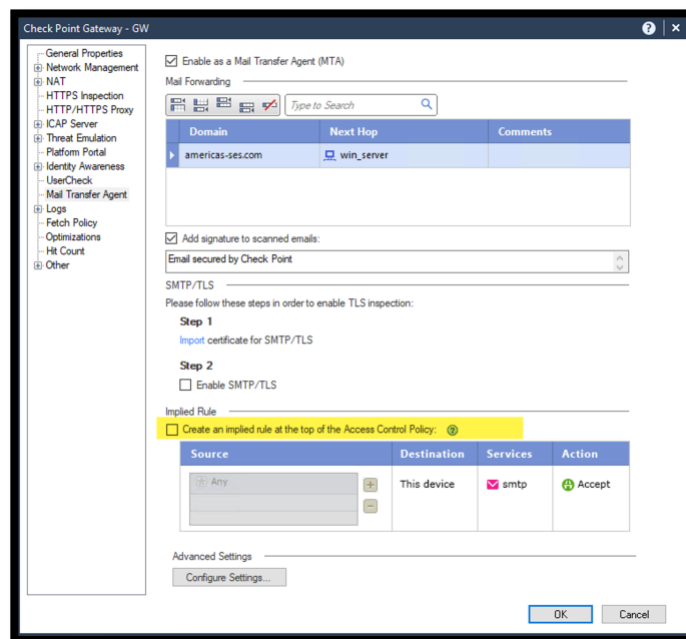 Check Point Gateway - GW
General Properties
Network Management
NAT
HTTPS Inspection
HTTP/HTTPS Proxy
ICAP Server
Threat Emulation
Platform Portal
Identity Awareness
UserCheck
Mail Transfer Agent
Logs
Fetch Policy
Optimizations
Hit Count
Other
Enable as a Mail Transfer Agent (MTA)
Mail Forwarding
Type to Search
Domain Next Hop Comments
americas-ses.com win_server
Add signature to scanned emails:
Email secured by Check Point
SMTP/TLS
Please follow these steps in order to enable TLS inspection:
Step 1
Import certificate for SMTP/TLS
Step 2
Enable SMTP/TLS
Implied Rule
Create an implied rule at the top of the Access Control Policy:
Source Destination Services Action
Any This device smtp Accept
Advanced Settings
Configure Settings...
OK Cancel